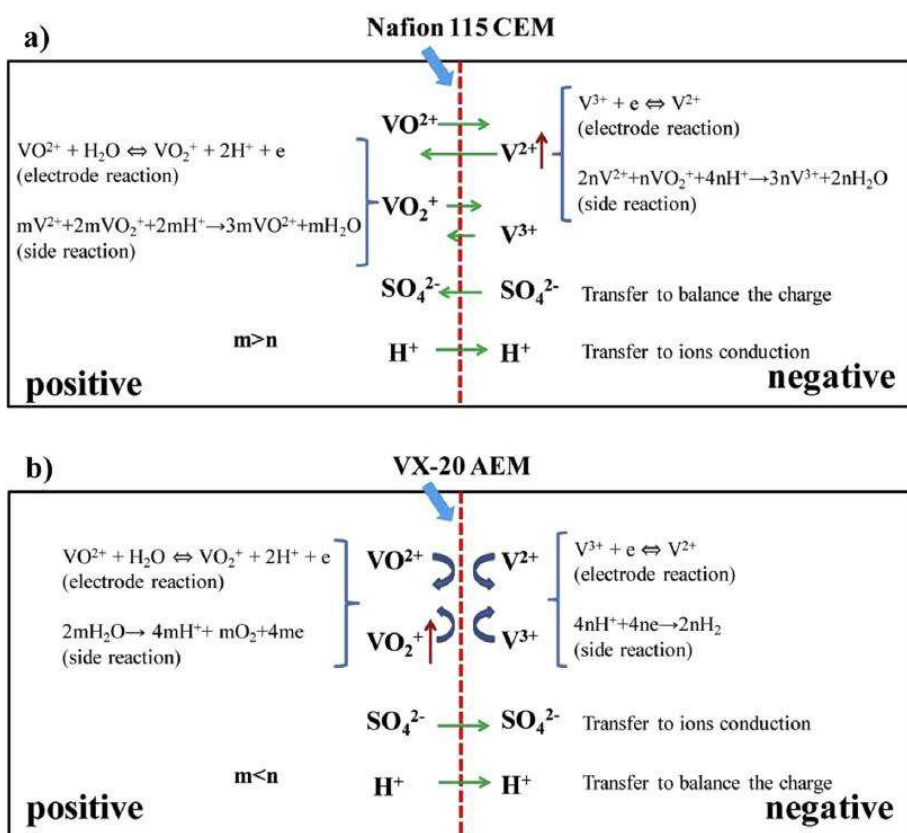 a)
Nafion 115 CEM
VO²⁺ + H₂O ⇔ VO₂⁺ + 2H⁺ + e
(electrode reaction)
mV²⁺+2mVO₂⁺+2mH⁺→3mVO²⁺+mH₂O
(side reaction)
VO²⁺
V²⁺
VO₂⁺
V³⁺
V³⁺ + e ⇔ V²⁺
(electrode reaction)
2nV²⁺+nVO₂⁺+4nH⁺→3nV³⁺+2nH₂O
(side reaction)
SO₄²⁻ SO₄²⁻ Transfer to balance the charge
m>n
H⁺ H⁺ Transfer to ions conduction
positive negative
b)
VX-20 AEM
VO²⁺ + H₂O ⇔ VO₂⁺ + 2H⁺ + e
(electrode reaction)
2mH₂O→ 4mH⁺+ mO₂+4me
(side reaction)
VO²⁺ V²⁺
VO₂⁺ V³⁺
V³⁺ + e ⇔ V²⁺
(electrode reaction)
4nH⁺+4ne→2nH₂
(side reaction)
SO₄²⁻ SO₄²⁻ Transfer to ions conduction
m<n
H⁺ H⁺ Transfer to balance the charge
positive negative